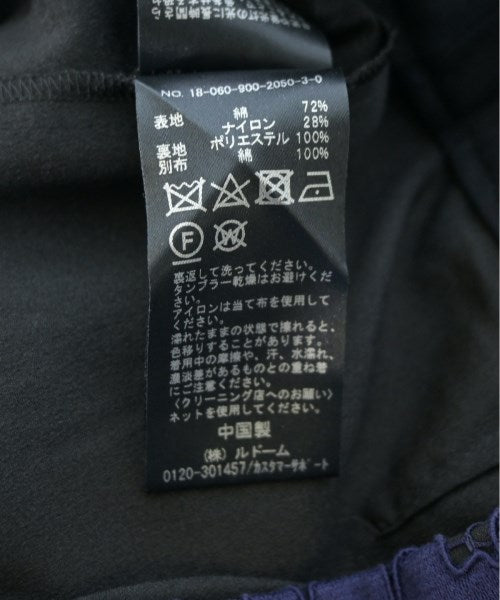 NO. 18-060-900-2050-3-0
表地 綿 72%
ナイロン 28%
裏地 ポリエステル 100%
別布 綿 100%
F W
裏返して洗ってください。
タンブラー乾燥はお避けください。
アイロンは当て布を使用して
ください。
濡れたままの状態で擦れると、
色移りすることがあります。
着用中の摩擦や、汗、水濡れ、
濃淡差があるものとの重ね着
にご注意ください。
〈クリーニング店へのお願い〉
ネットを使用してください。
中国製
(株) ルドーム
0120-301457/カスタマーサポート